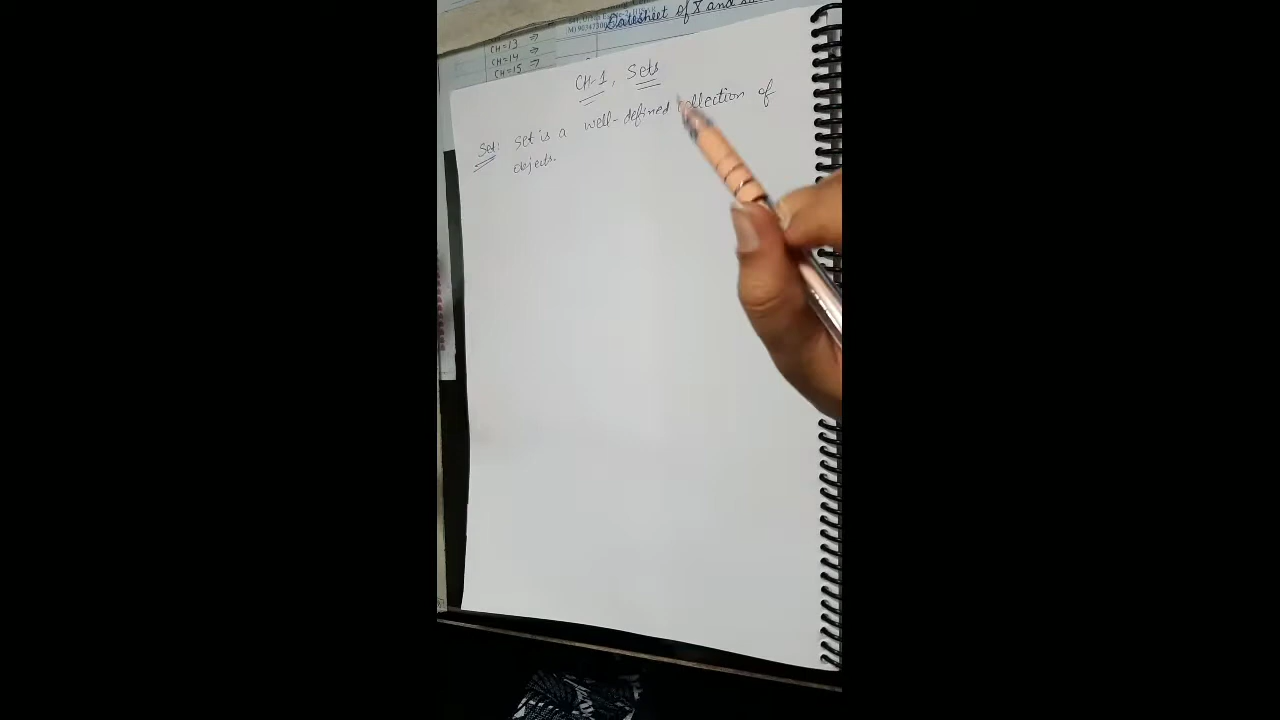 Datesheet of X and
CH=13 ⇒
CH=14 ⇒
CH=15 ⇒
CH-1, Sets
Set: Set is a well-defined collection of
objects.